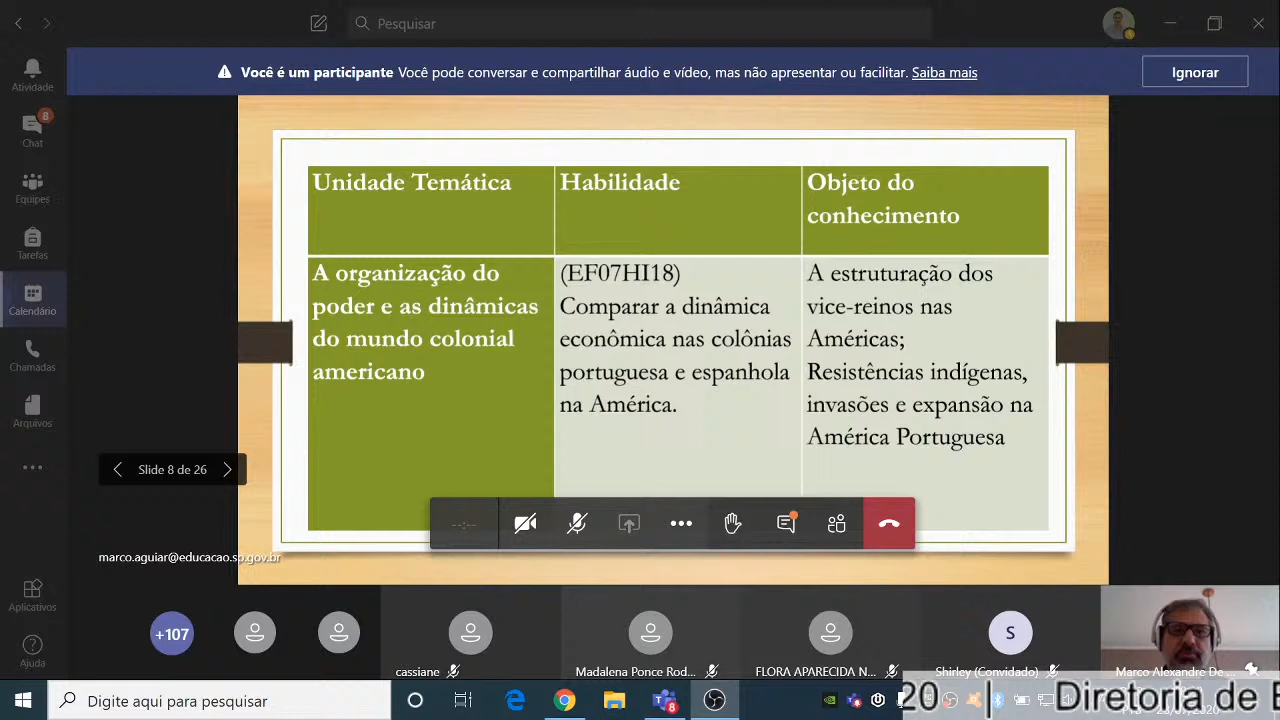 Pesquisar
Você é um participante Você pode conversar e compartilhar áudio e vídeo, mas não apresentar ou facilitar. Saiba mais
Ignorar
Atividade
8
Chat
Equipes
Tarefas
Calendário
Chamadas
Arquivos
Aplicativos
Ajuda
Unidade Temática
Habilidade
Objeto do
conhecimento
A organização do
poder e as dinâmicas
do mundo colonial
americano
(EF07HI18)
Comparar a dinâmica
econômica nas colônias
portuguesa e espanhola
na América.
A estruturação dos
vice-reinos nas
Américas;
Resistências indígenas,
invasões e expansão na
América Portuguesa
Slide 8 de 26
--:--
marco.aguiar@educacao.sp.gov.br
+107
cassiane
Madalena Ponce Rod...
FLORA APARECIDA N...
S
Shirley (Convidado)
Marco Alexandre De
Digite aqui para pesquisar
8
20 | Diretoria de